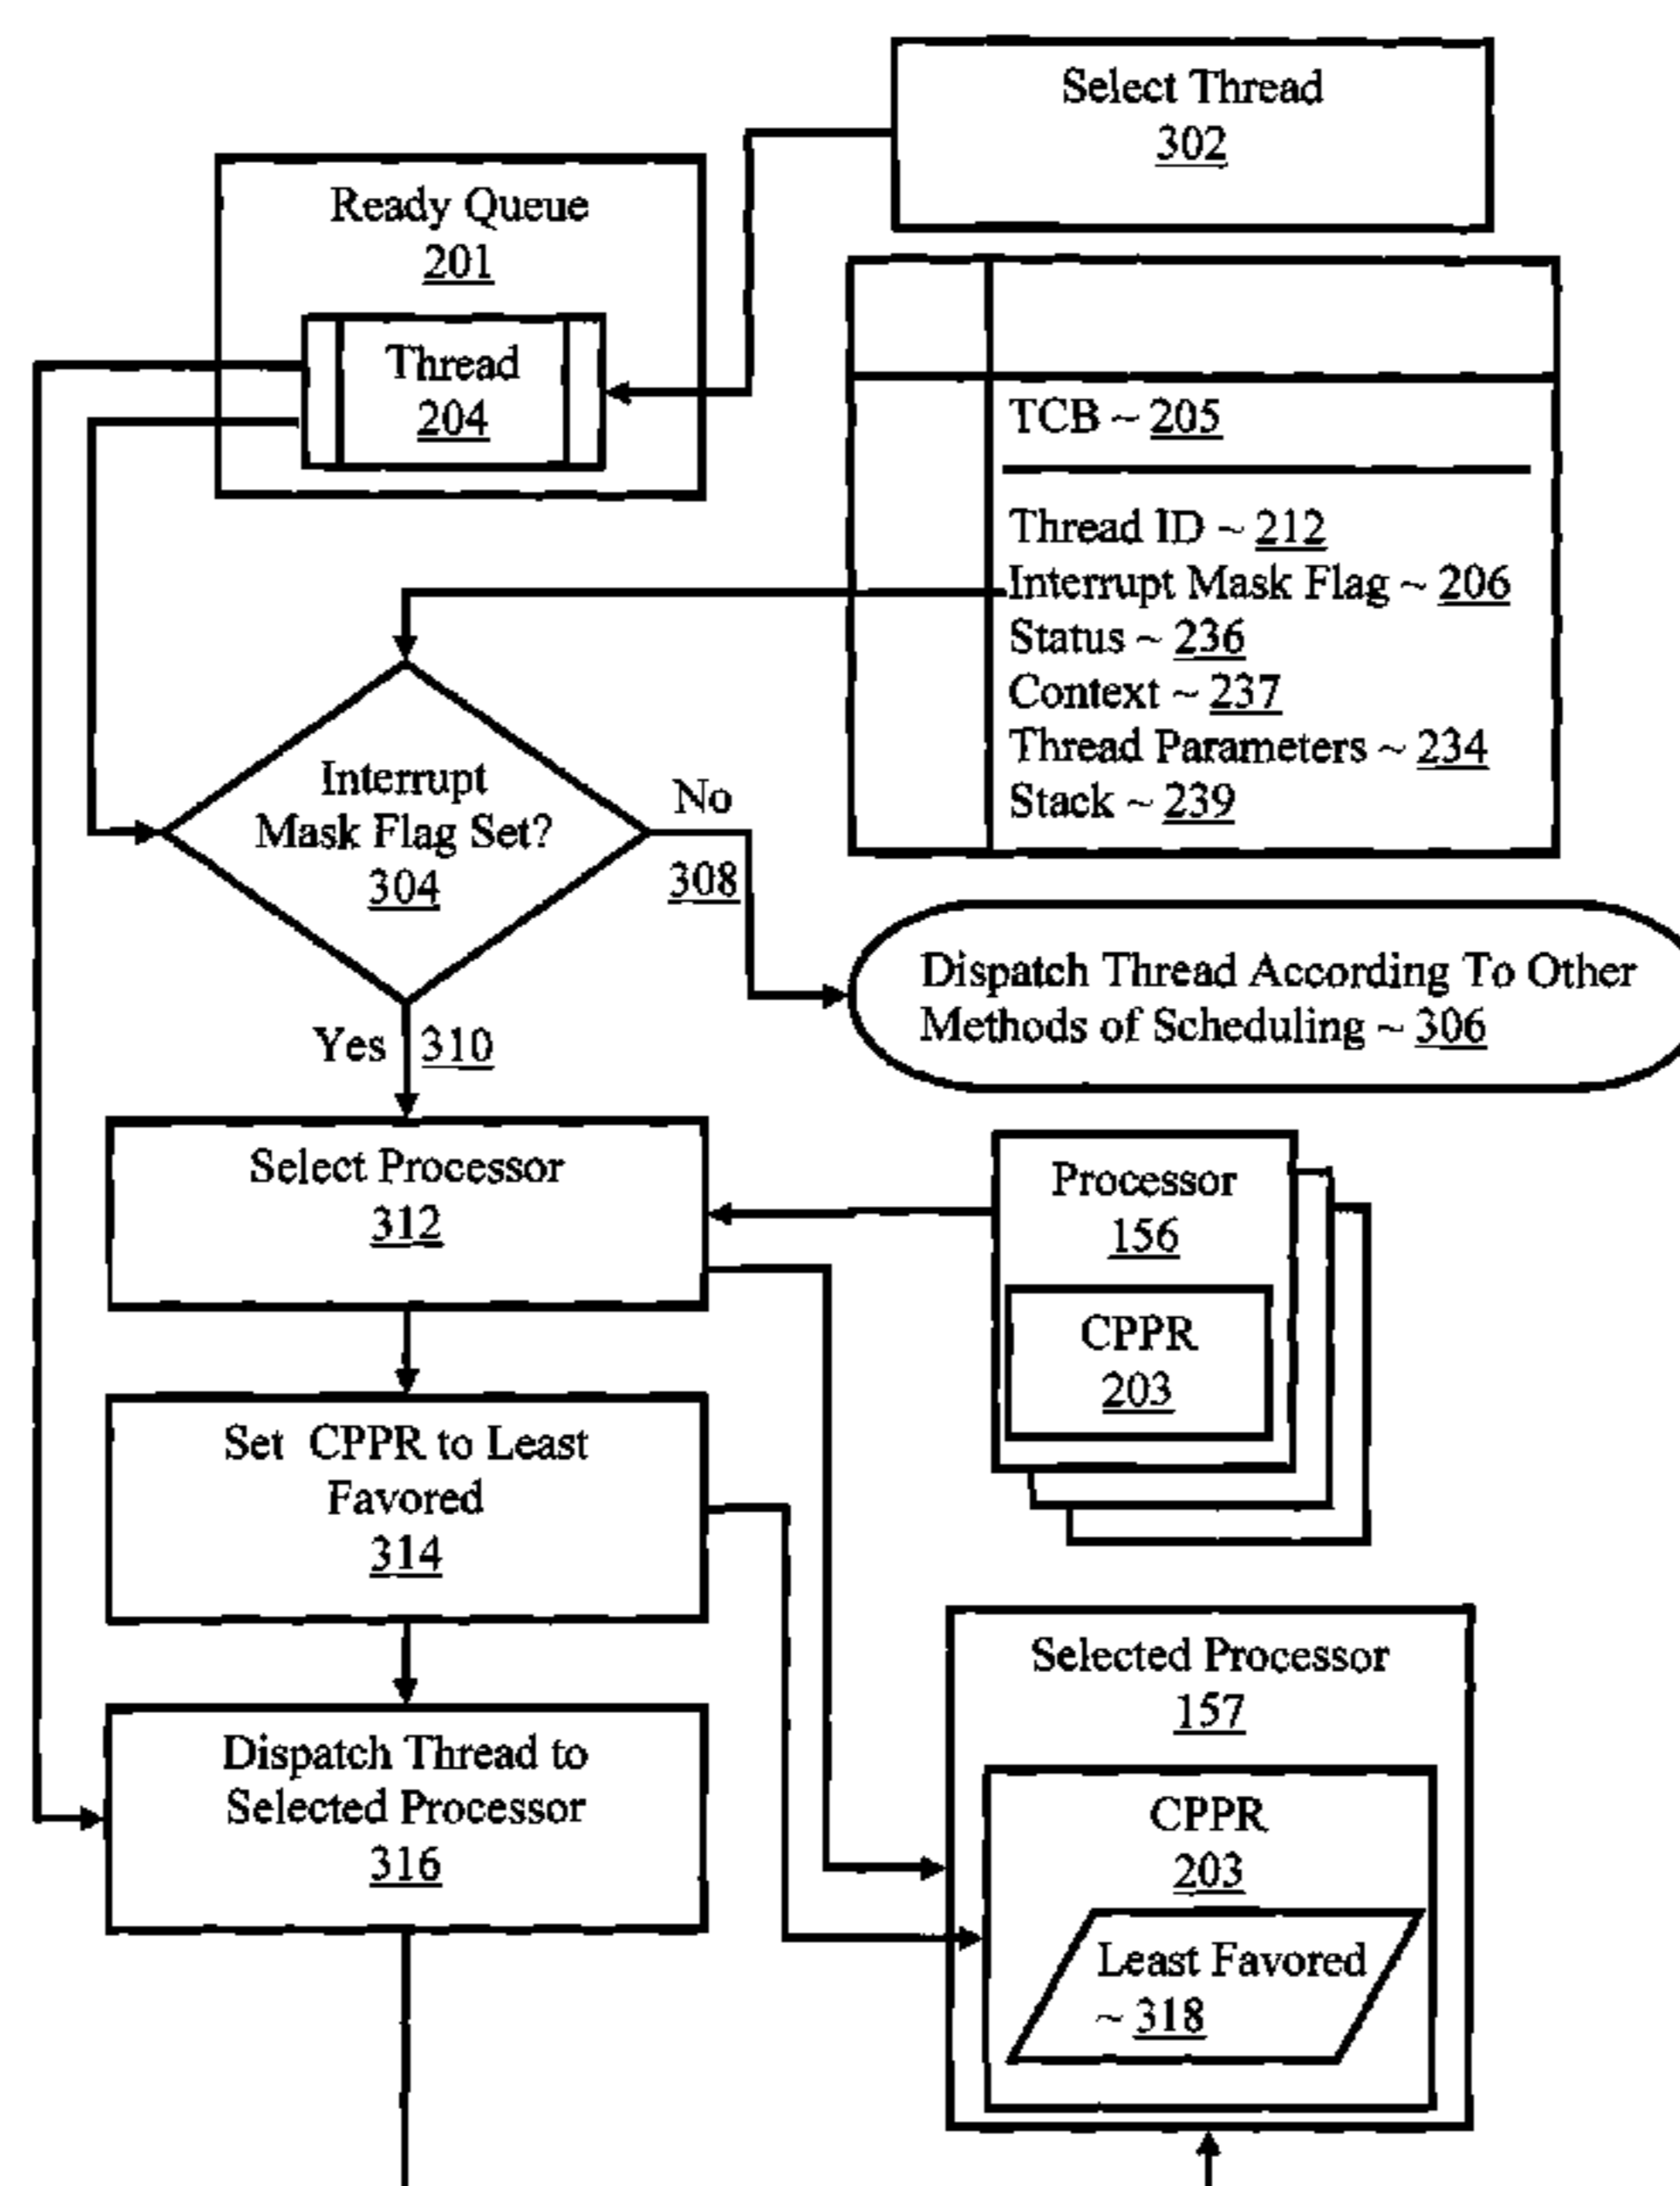 Select Thread
302
Ready Queue
201
Thread
204
TCB ~ 205
Thread ID ~ 212
Interrupt Mask Flag ~ 206
Status ~ 236
Context ~ 237
Thread Parameters ~ 234
Stack ~ 239
Interrupt
Mask Flag Set?
304
No
308
Dispatch Thread According To Other
Methods of Scheduling ~ 306
Yes 310
Select Processor
312
Processor
156
CPPR
203
Set CPPR to Least
Favored
314
Selected Processor
157
Dispatch Thread to
Selected Processor
316
CPPR
203
Least Favored
~ 318